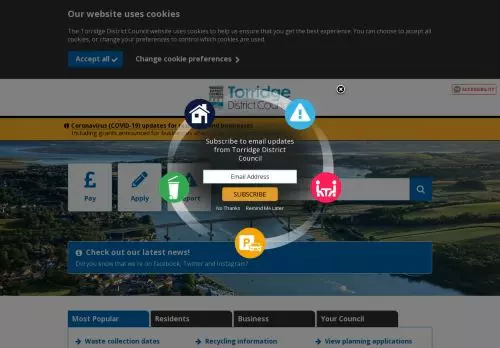 Our website uses cookies
The Torridge District Council website uses cookies to help us ensure that you get the best experience. You can choose to accept all
cookies, or change your preferences to control which cookies are used.
Accept all
Change cookie preferences
Torridge
District Council
ACCESSIBILITY
Coronavirus (COVID-19) updates for residents and businesses
Including grants announced for businesses
Subscribe to email updates
from Torridge District
Council
Email Address
SUBSCRIBE
No Thanks Remind Me Later
Pay
Apply
Report
Check out our latest news!
Did you know that we're on Facebook, Twitter and Instagram?
Most Popular
Residents
Business
Your Council
Waste collection dates
Recycling information
View planning applications